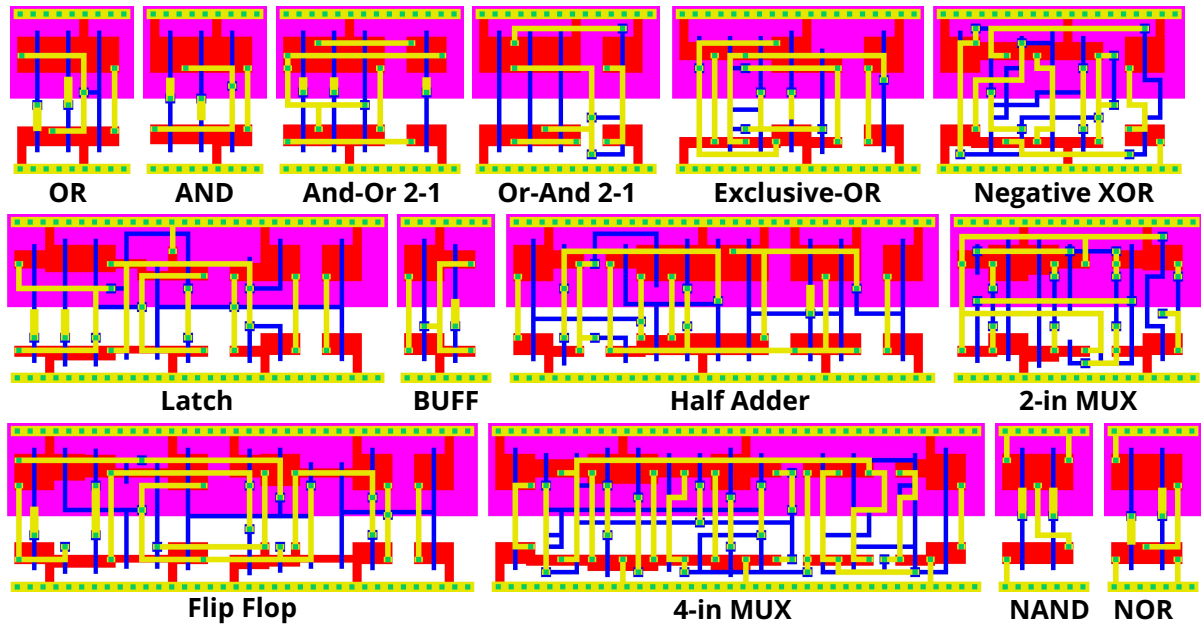 OR AND And-Or 2-1 Or-And 2-1 Exclusive-OR Negative XOR
Latch BUFF Half Adder 2-in MUX
Flip Flop 4-in MUX NAND NOR